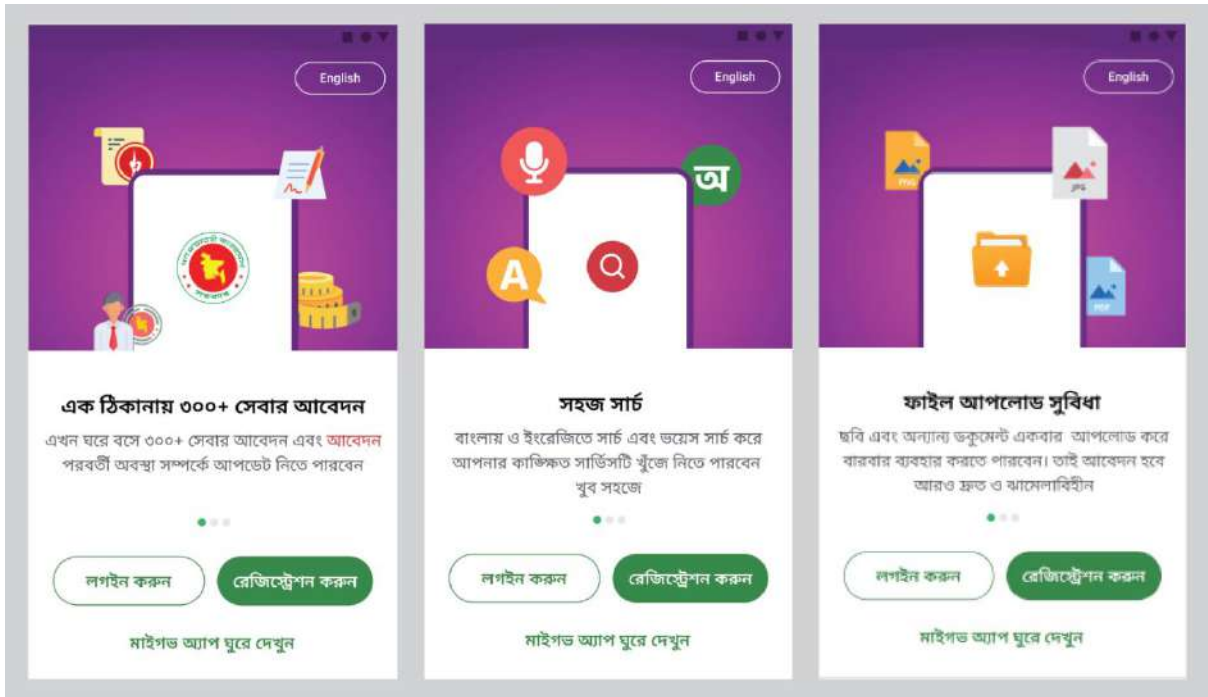 English
এক ঠিকানায় ৩০০+ সেবার আবেদন
এখন ঘরে বসে ৩০০+ সেবার আবেদন এবং আবেদন
পরবর্তী অবস্থা সম্পর্কে আপডেট নিতে পারবেন
লগইন করুন
রেজিস্ট্রেশন করুন
মাইগভ অ্যাপ ঘুরে দেখুন
English
অ
A
সহজ সার্চ
বাংলায় ও ইংরেজিতে সার্চ এবং ভয়েস সার্চ করে
আপনার কাঙ্ক্ষিত সার্ভিসটি খুঁজে নিতে পারবেন
খুব সহজে
লগইন করুন
রেজিস্ট্রেশন করুন
মাইগভ অ্যাপ ঘুরে দেখুন
English
PNG
JPG
PDF
ফাইল আপলোড সুবিধা
ছবি এবং অন্যান্য ডকুমেন্ট একবার আপলোড করে
বারবার ব্যবহার করতে পারবেন। তাই আবেদন হবে
আরও দ্রুত ও ঝামেলাবিহীন
লগইন করুন
রেজিস্ট্রেশন করুন
মাইগভ অ্যাপ ঘুরে দেখুন